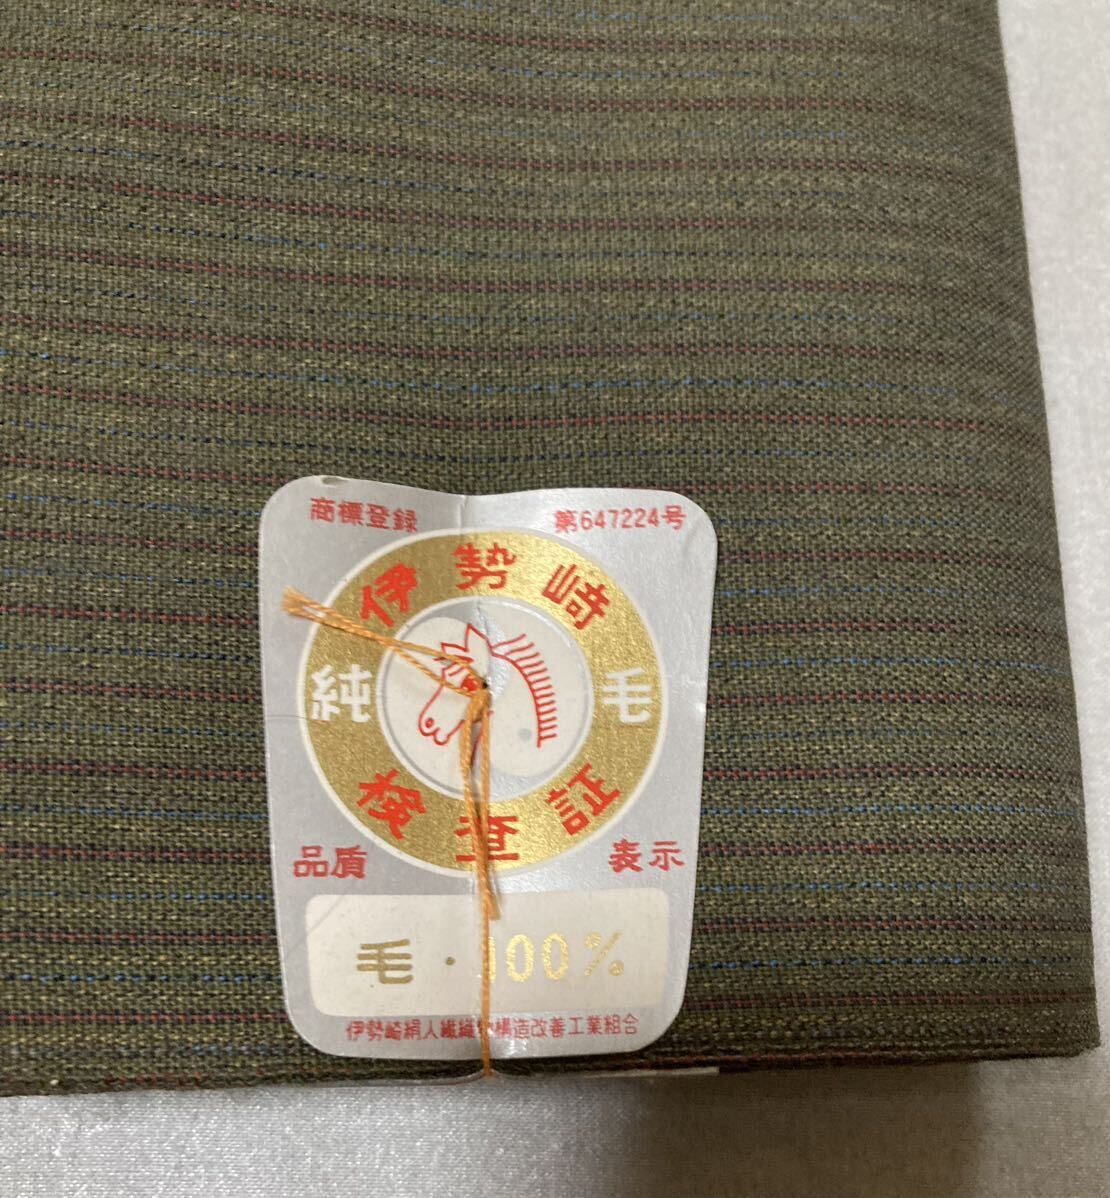 商標登録 第647224号
伊勢崎
純 毛
検査証
品質 表示
毛・100%
伊勢崎絹人繊織物構造改善工業組合